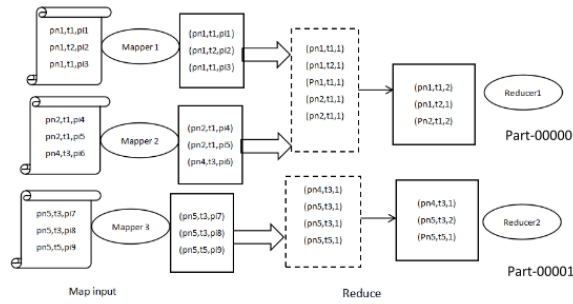 pn1,t1,pl1
pn1,t2,pl2
pn1,t1,pl3
Mapper 1
(pn1,t1,pl1)
(pn1,t2,pl2)
(pn1,t1,pl3)
pn2,t1,pl4
pn2,t1,pl5
pn4,t3,pl6
Mapper 2
(pn2,t1,pl4)
(pn2,t1,pl5)
(pn4,t3,pl6)
(pn1,t1,1)
(pn1,t2,1)
(Pn1,t1,1)
(pn2,t1,1)
(pn2,t1,1)
(pn1,t1,2)
(pn1,t2,1)
(Pn2,t1,2)
Reducer1
Part-00000
pn5,t3,pl7
pn5,t3,pl8
pn5,t5,pl9
Mapper 3
(pn5,t3,pl7)
(pn5,t3,pl8)
(pn5,t5,pl9)
(pn4,t3,1)
(pn5,t3,1)
(pn5,t3,1)
(pn5,t5,1)
(pn4,t3,1)
(pn5,t3,2)
(Pn5,t5,1)
Reducer2
Part-00001
Map input
Reduce